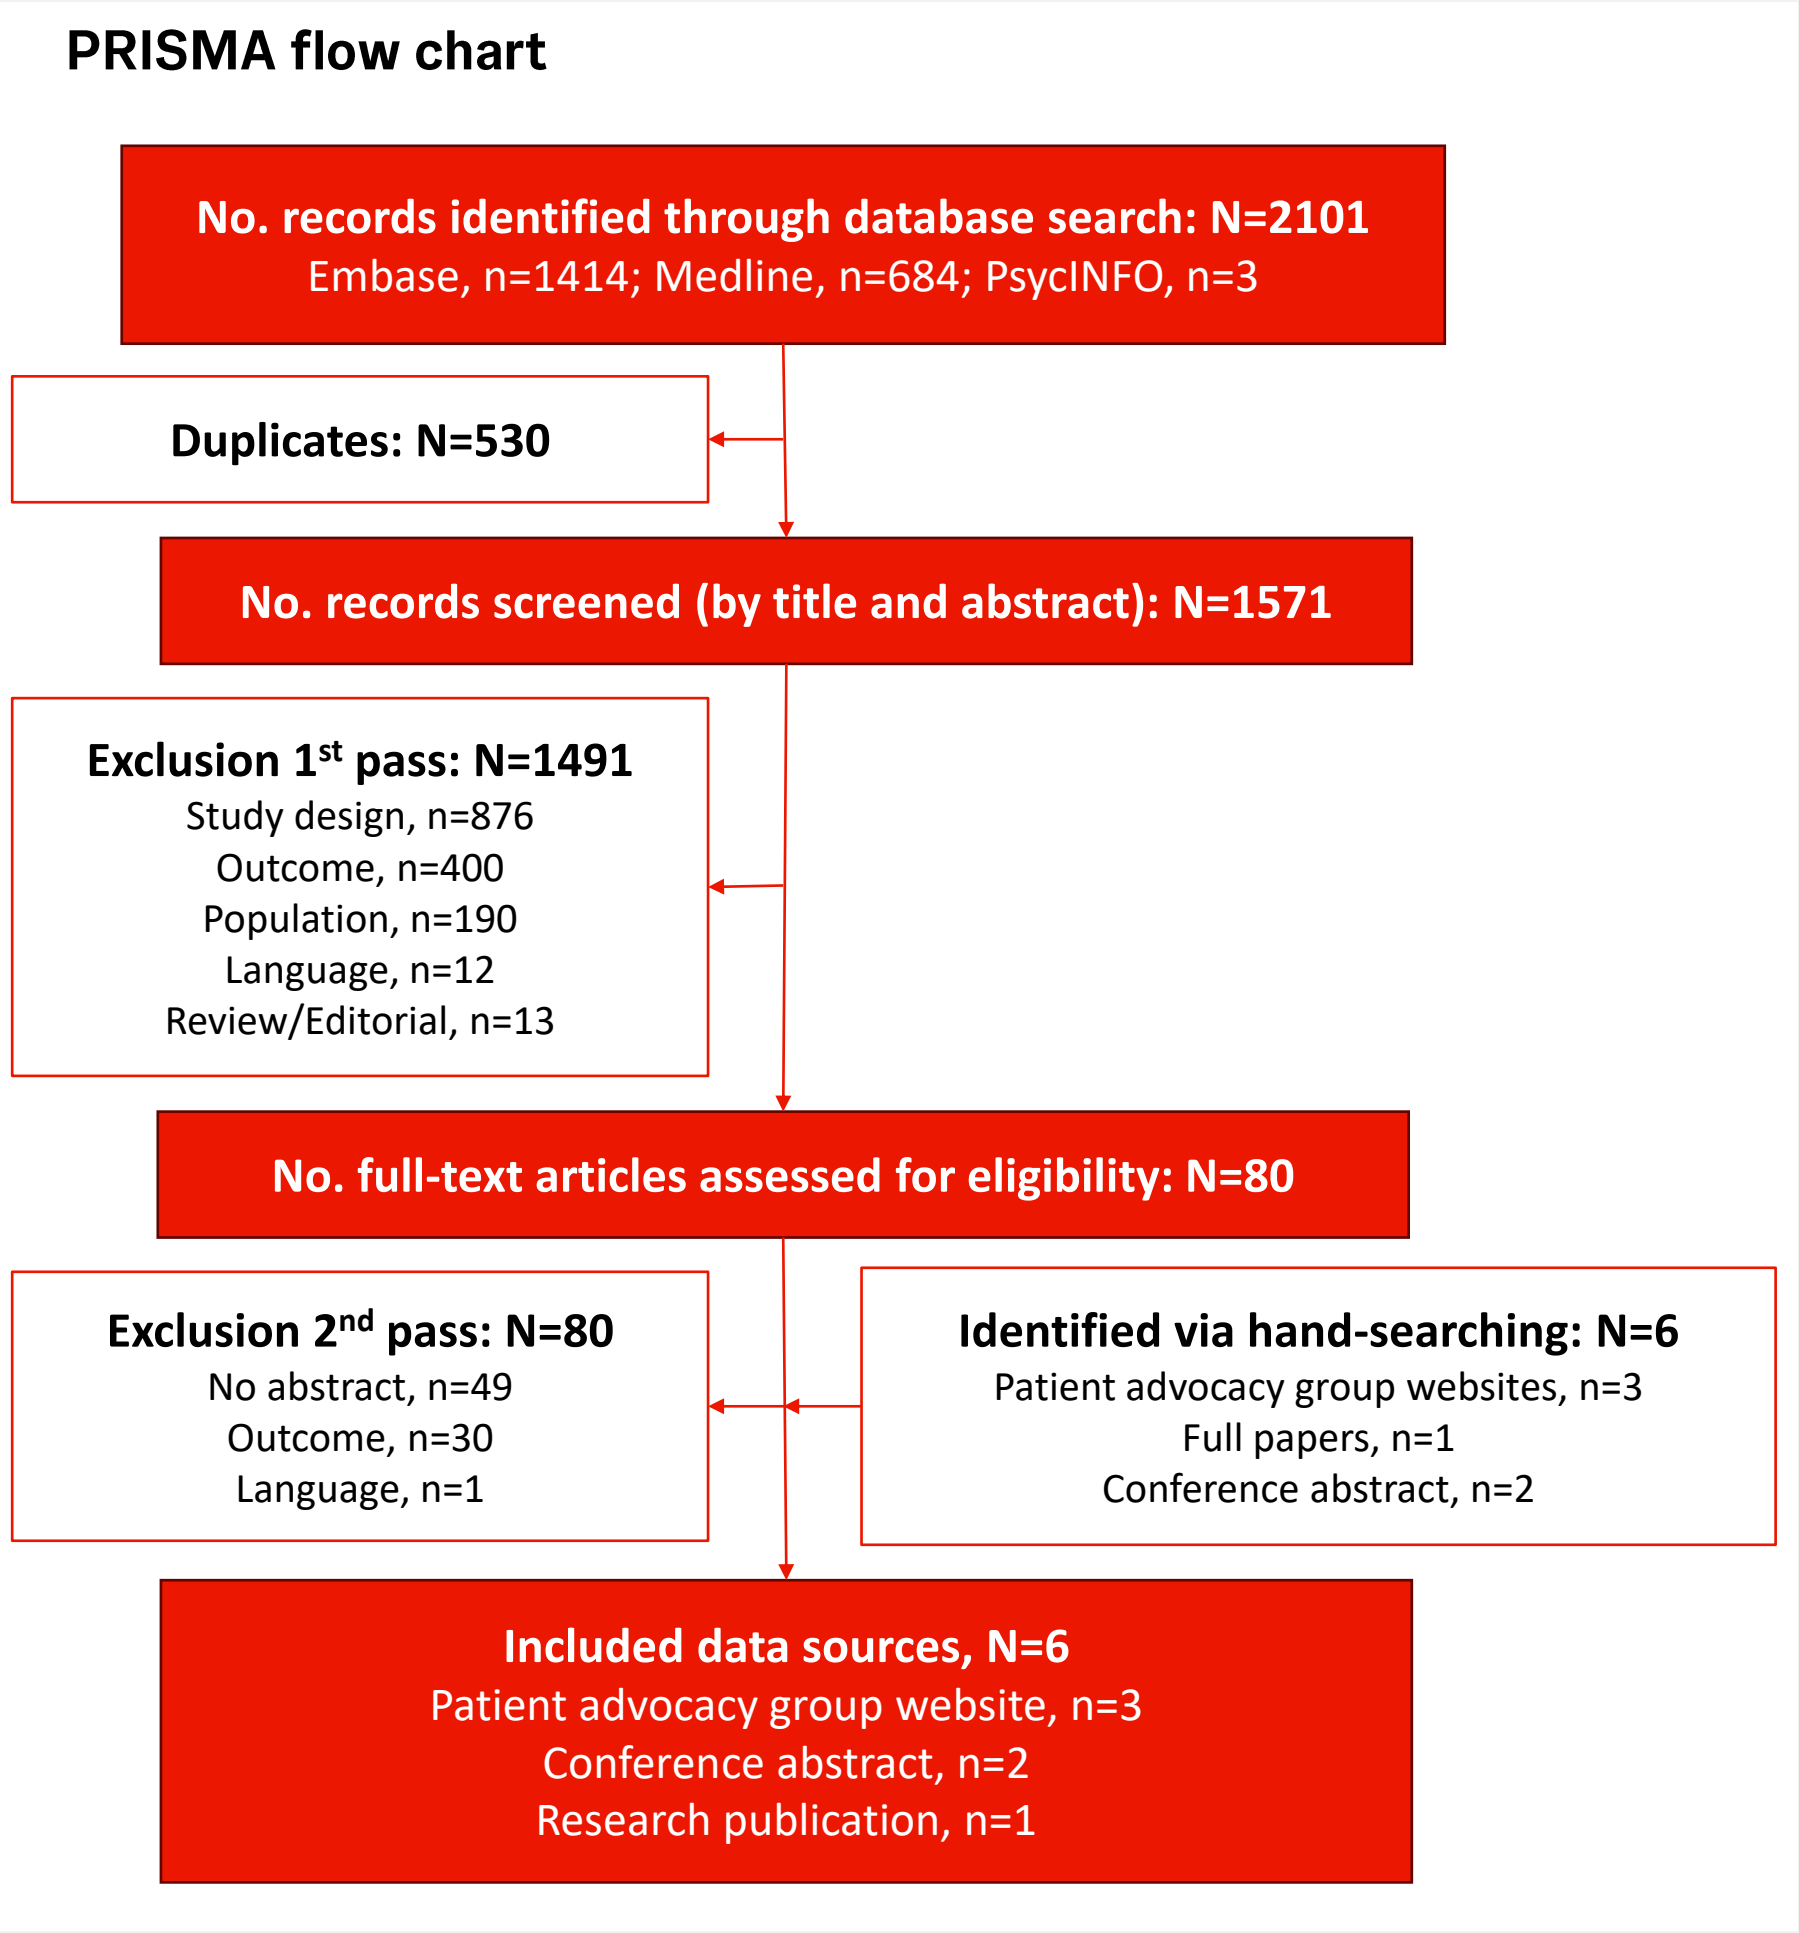 PRISMA flow chart
No. records identified through database search: N=2101
Embase, n=1414; Medline, n=684; PsycINFO, n=3
Duplicates: N=530
No. records screened (by title and abstract): N=1571
Exclusion 1st pass: N=1491
Study design, n=876
Outcome, n=400
Population, n=190
Language, n=12
Review/Editorial, n=13
No. full-text articles assessed for eligibility: N=80
Exclusion 2nd pass: N=80
No abstract, n=49
Outcome, n=30
Language, n=1
Identified via hand-searching: N=6
Patient advocacy group websites, n=3
Full papers, n=1
Conference abstract, n=2
Included data sources, N=6
Patient advocacy group website, n=3
Conference abstract, n=2
Research publication, n=1